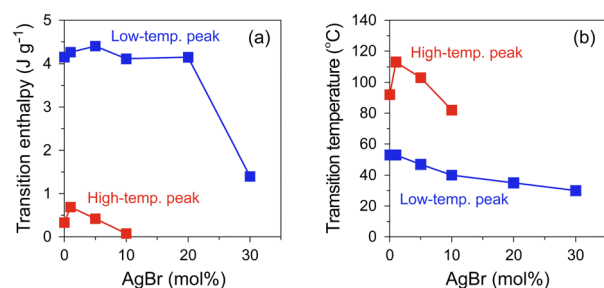 (a)
Transition enthalpy (J g⁻¹)
5
4
3
2
1
0
Low-temp. peak
High-temp. peak
0
10
20
30
AgBr (mol%)
(b)
Tramsition temperature (°C)
140
120
100
80
60
40
20
0
High-temp. peak
Low-temp. peak
0
10
20
30
AgBr (mol%)